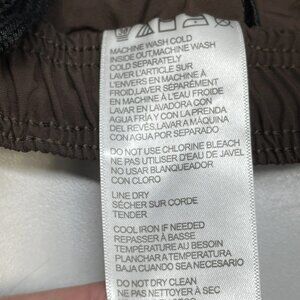 MACHINE WASH COLD
INSIDE OUT,MACHINE WASH
COLD SEPARATELY
LAVER L'ARTICLE SUR
L'ENVERS EN MACHINE À
FROID,LAVER SÉPARÉMENT
EN MACHINE À L'EAU FROIDE
LAVAR EN LAVADORA CON
AGUA FRÍA Y CON LA PRENDA
DEL REVÉS,LAVAR A MÁQUINA
CON AGUA POR SEPARADO
DO NOT USE CHLORINE BLEACH
NE PAS UTILISER D'EAU DE JAVEL
NO USAR BLANQUEADOR
CON CLORO
LINE DRY
SÉCHER SUR CORDE
TENDER
COOL IRON IF NEEDED
REPASSER À BASSE
TEMPÉRATURE AU BESOIN
PLANCHAR A TEMPERATURA
BAJA CUANDO SEA NECESARIO
DO NOT DRY CLEAN
NE PAS NETTOYER À SEC